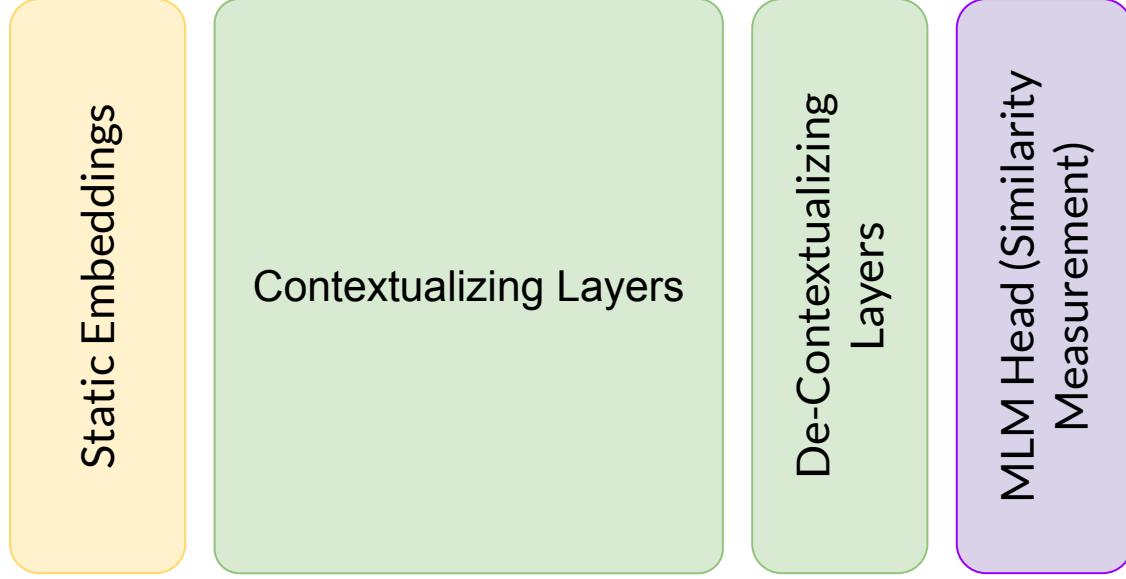 Static Embeddings
Contextualizing Layers
De-Contextualizing
Layers
MLM Head (Similarity
Measurement)